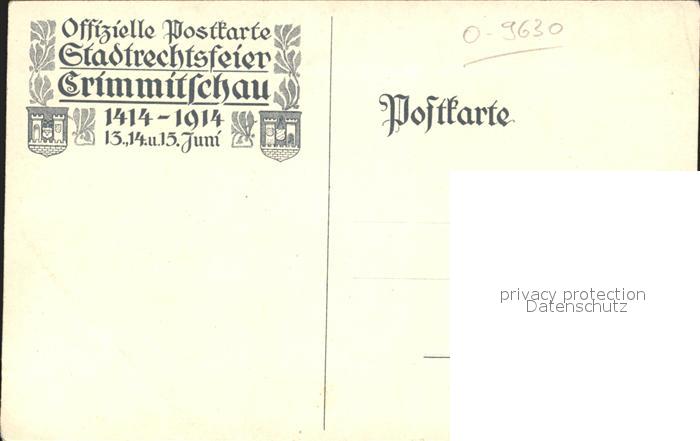 Offizielle Postkarte
Stadtrechtsfeier
Crimmitschau
1414-1914
13., 14. u. 15. Juni
O-9630
Postkarte
privacy protection
Datenschutz